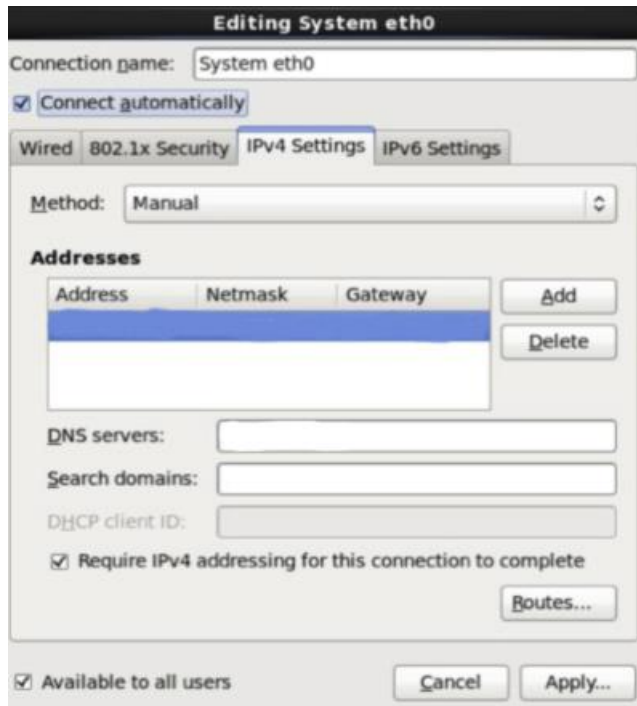 Editing System eth0
Connection name: System eth0
Connect automatically
Wired 802.1x Security IPv4 Settings IPv6 Settings
Method: Manual
Addresses
Address Netmask Gateway Add
Delete
DNS servers:
Search domains:
DHCP client ID:
Require IPv4 addressing for this connection to complete
Routes...
Available to all users Cancel Apply...